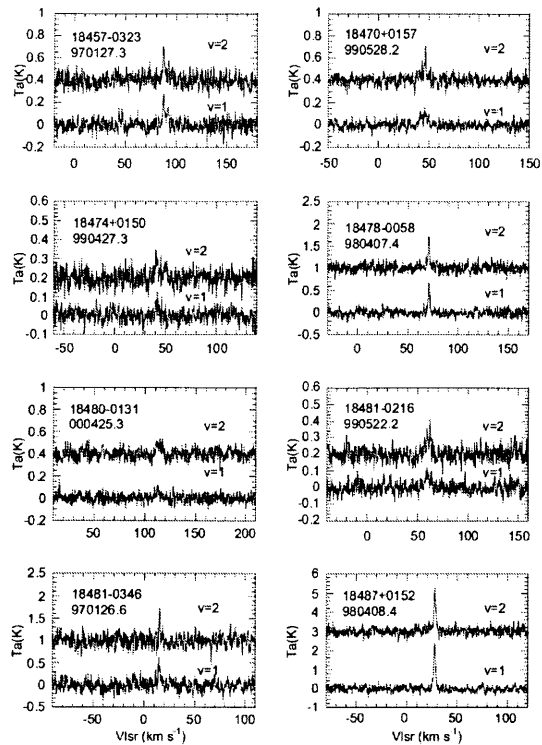 18457-0323
970127.3
v=2
v=1
Ta(K)
1
0.8
0.6
0.4
0.2
0
-0.2
0 50 100 150
18470+0157
990528.2
v=2
v=1
Ta(K)
1
0.8
0.6
0.4
0.2
0
-0.2
-50 0 50 100 150
18474+0150
990427.3
v=2
v=1
Ta(K)
0.6
0.5
0.4
0.3
0.2
0.1
0
-0.1
-50 0 50 100
18478-0058
980407.4
v=2
v=1
Ta(K)
2.5
2
1.5
1
0.5
0
-0.5
-50 0 50 100 150
18480-0131
000425.3
v=2
v=1
Ta(K)
1
0.8
0.6
0.4
0.2
0
-0.2
50 100 150 200
18481-0216
990522.2
v=2
v=1
Ta(K)
0.6
0.5
0.4
0.3
0.2
0.1
0
-0.1
-0.2
0 50 100 150
18481-0346
970126.6
v=2
v=1
Ta(K)
2.5
2
1.5
1
0.5
0
-0.5
-50 0 50 100
Vlsr (km s⁻¹)
18487+0152
980408.4
v=2
v=1
Ta(K)
6
5
4
3
2
1
0
-1
-50 0 50 100
Vlsr (km s⁻¹)